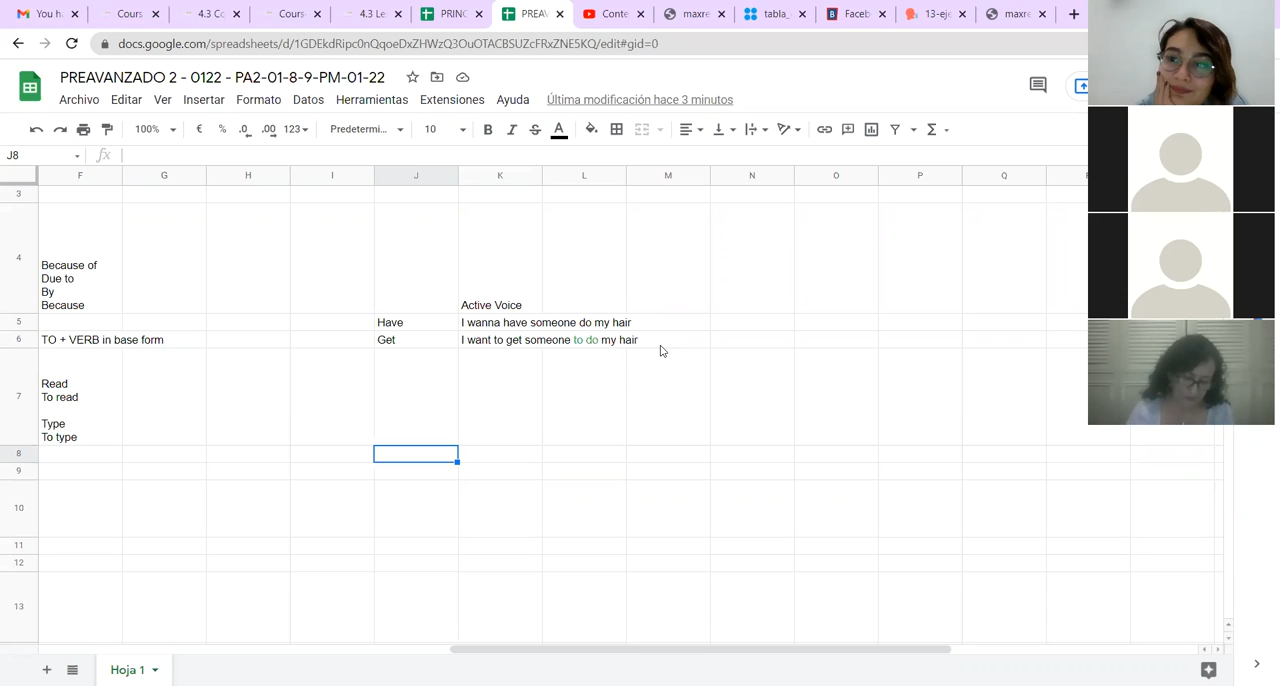 You h
Cours
4.3 Co
Cours
4.3 Le
PRINC
PREAV
Conte
maxre
tabla_
Faceb
13-eje
maxre
docs.google.com/spreadsheets/d/1GDEkdRipc0nQqoeDxZHWzQ3OuOTACBSUZcFRxZNE5KQ/edit#gid=0
PREAVANZADO 2 - 0122 - PA2-01-8-9-PM-01-22
Archivo Editar Ver Insertar Formato Datos Herramientas Extensiones Ayuda Última modificación hace 3 minutos
100% € % .0 .00 123 Predetermi... 10 B I S A Σ
J8 fx
F G H I J K L M N O P Q
3
4
Because of
Due to
By
Because
Active Voice
5 Have I wanna have someone do my hair
6 TO + VERB in base form Get I want to get someone to do my hair
7
Read
To read
Type
To type
8
9
10
11
12
13
Hoja 1